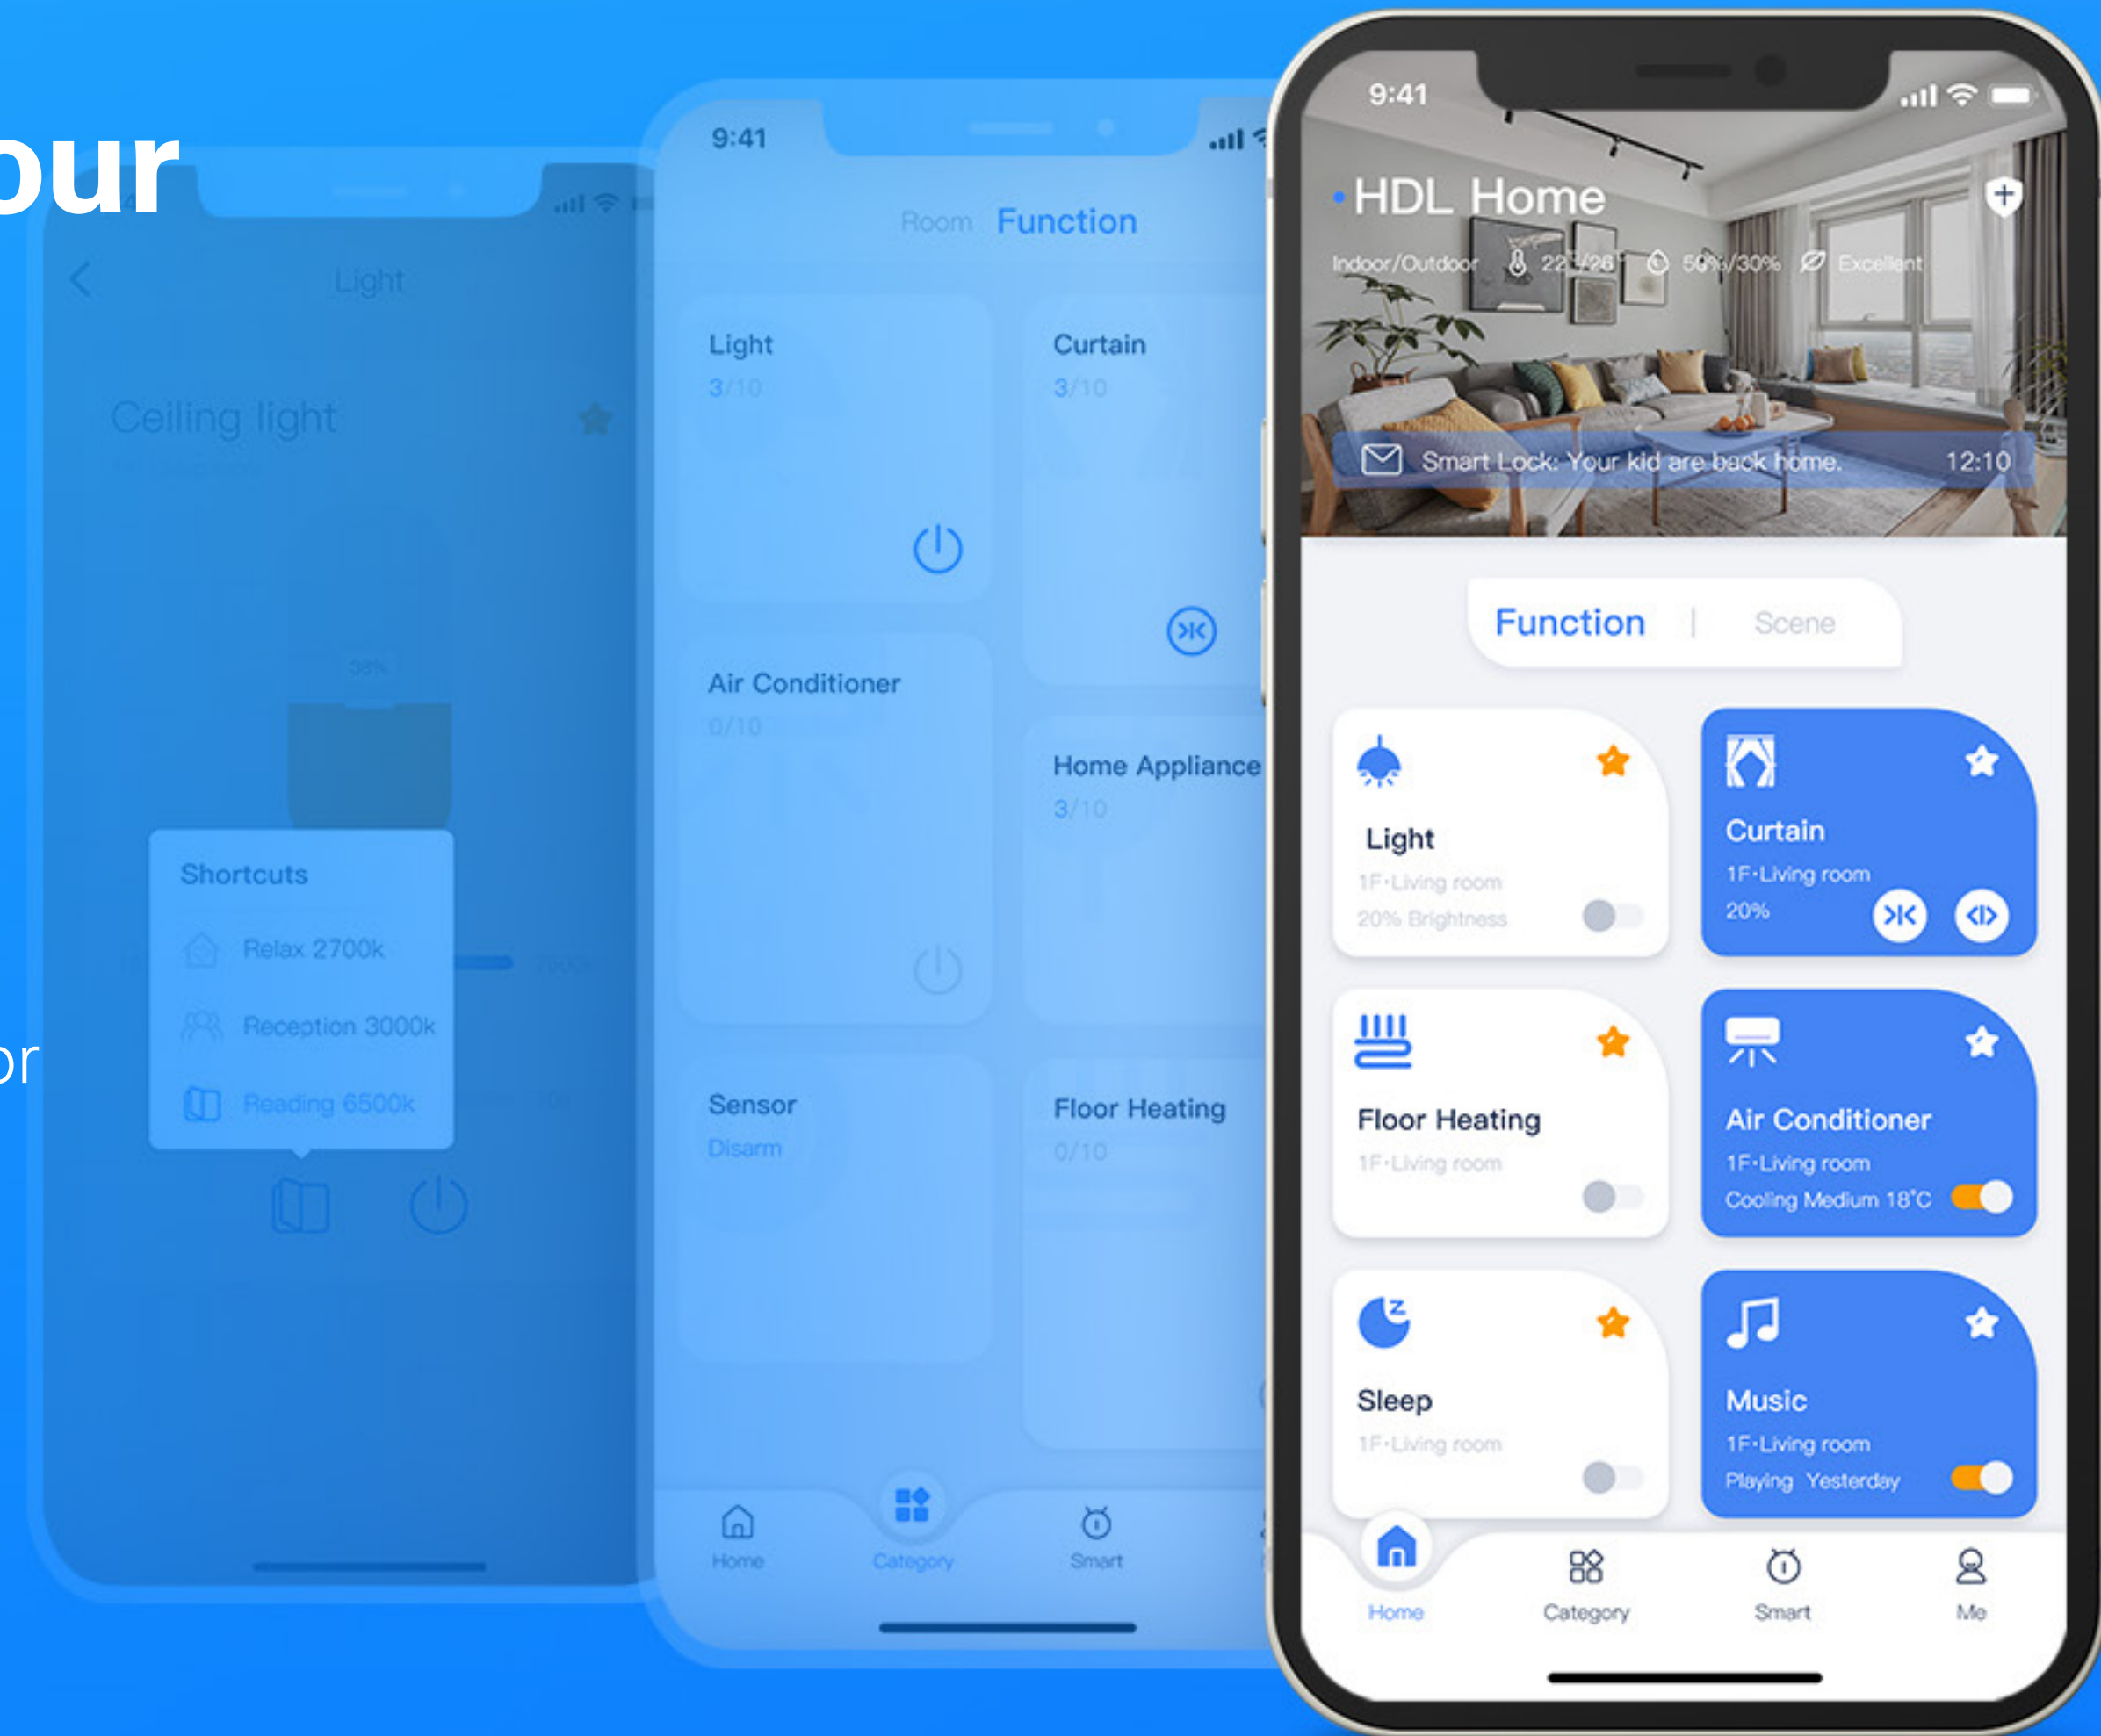 our
or
Light
Ceiling light
38%
Shortcuts
Relax 2700k
Reception 3000k
Reading 6500k
9:41
Room Function
Light
3/10
Curtain
3/10
Air Conditioner
0/10
Home Appliance
3/10
Sensor
Disarm
Floor Heating
0/10
Home Category Smart
9:41
HDL Home
Indoor/Outdoor 22°/26° 50%/30% Excellent
Smart Lock: Your kid are back home. 12:10
Function | Scene
Light
1F·Living room
20% Brightness
Curtain
1F·Living room
20%
Floor Heating
1F·Living room
Air Conditioner
1F·Living room
Cooling Medium 18°C
Sleep
1F·Living room
Music
1F·Living room
Playing Yesterday
Home Category Smart Me